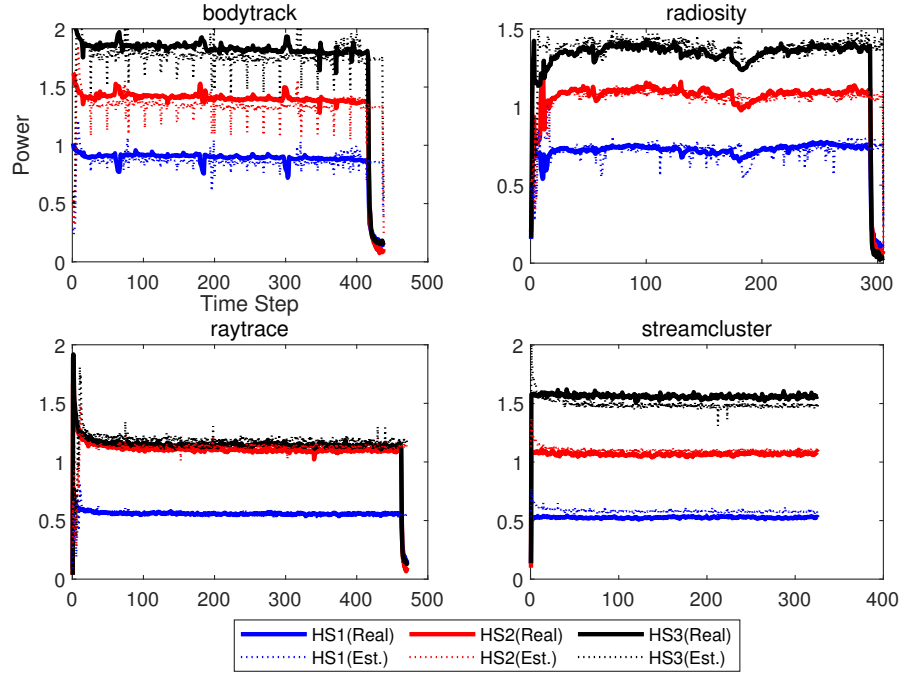 bodytrack
radiosity
Power
2
1.5
1
0.5
0
0 100 200 300 400 500
Time Step
1.5
1
0.5
0
0 100 200 300
raytrace
streamcluster
2
1.5
1
0.5
0
0 100 200 300 400 500
2
1.5
1
0.5
0
0 100 200 300 400
HS1(Real) HS2(Real) HS3(Real)
HS1(Est.) HS2(Est.) HS3(Est.)